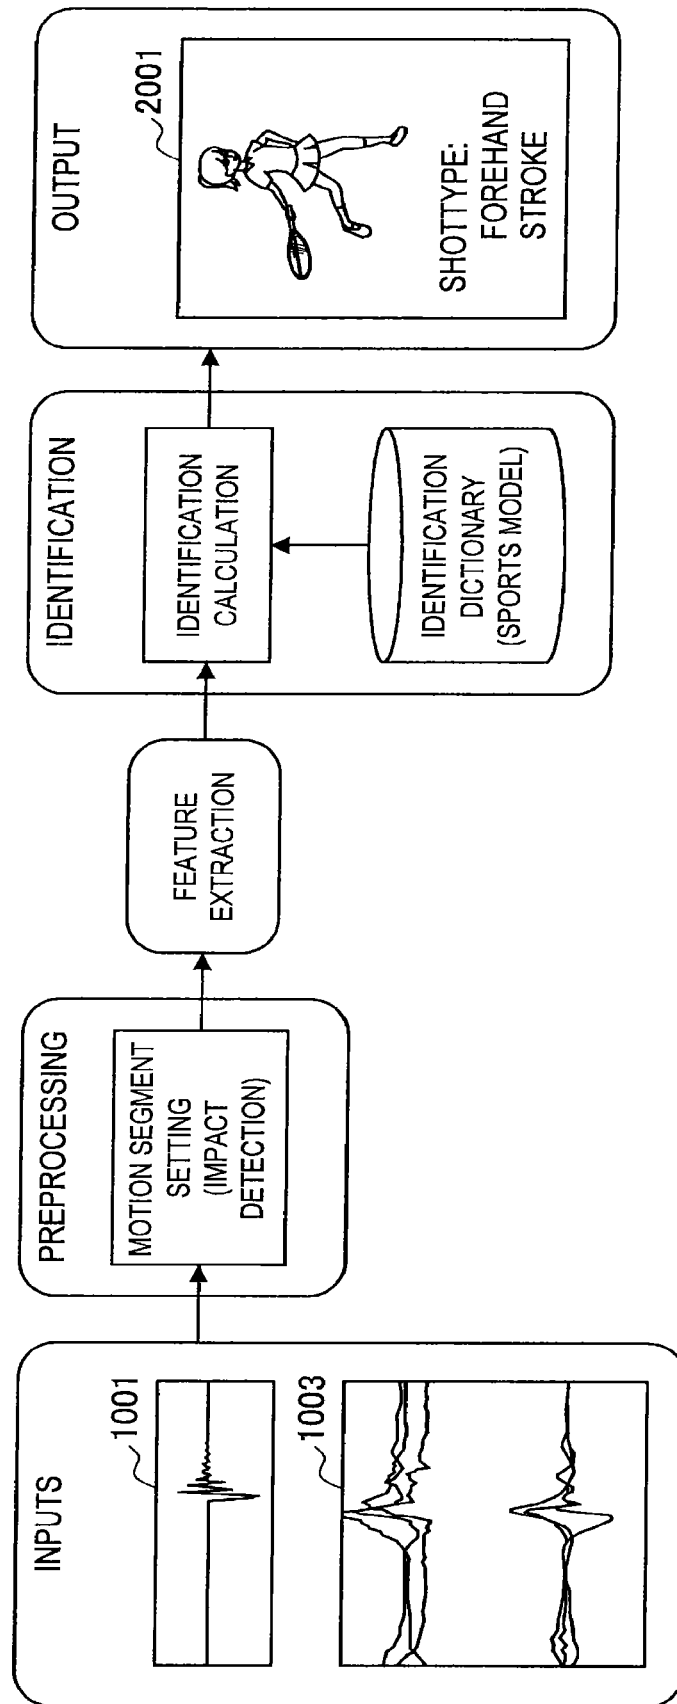 INPUTS
1001
1003
PREPROCESSING
MOTION SEGMENT
SETTING
(IMPACT
DETECTION)
FEATURE
EXTRACTION
IDENTIFICATION
IDENTIFICATION
CALCULATION
IDENTIFICATION
DICTIONARY
(SPORTS MODEL)
OUTPUT
2001
SHOTTYPE:
FOREHAND
STROKE